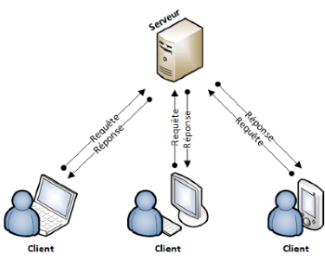 Serveur
Requête
Réponse
Requête
Réponse
Réponse
Requête
Client
Client
Client